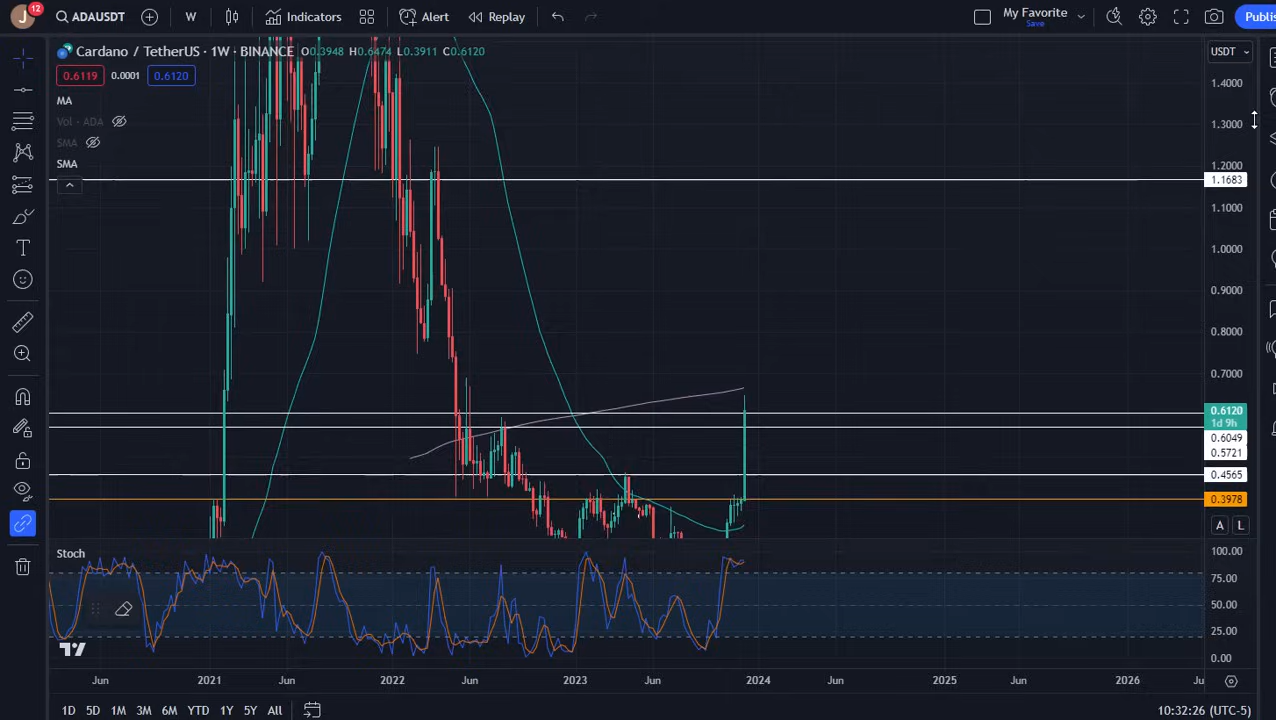 J 12 ADAUSDT W Indicators Alert Replay My Favorite Save Publis
Cardano / TetherUS · 1W · BINANCE O0.3948 H0.6474 L0.3911 C0.6120
USDT
0.6119 0.0001 0.6120
MA
Vol · ADA
SMA
SMA
1.4000
1.3000
1.2000
1.1683
1.1000
1.0000
0.9000
0.8000
0.7000
0.6120
1d 9h
0.6049
0.5721
0.4565
0.3978
A L
Stoch
100.00
75.00
50.00
25.00
0.00
Jun 2021 Jun 2022 Jun 2023 Jun 2024 Jun 2025 Jun 2026 Ju
1D 5D 1M 3M 6M YTD 1Y 5Y All 10:32:26 (UTC-5)